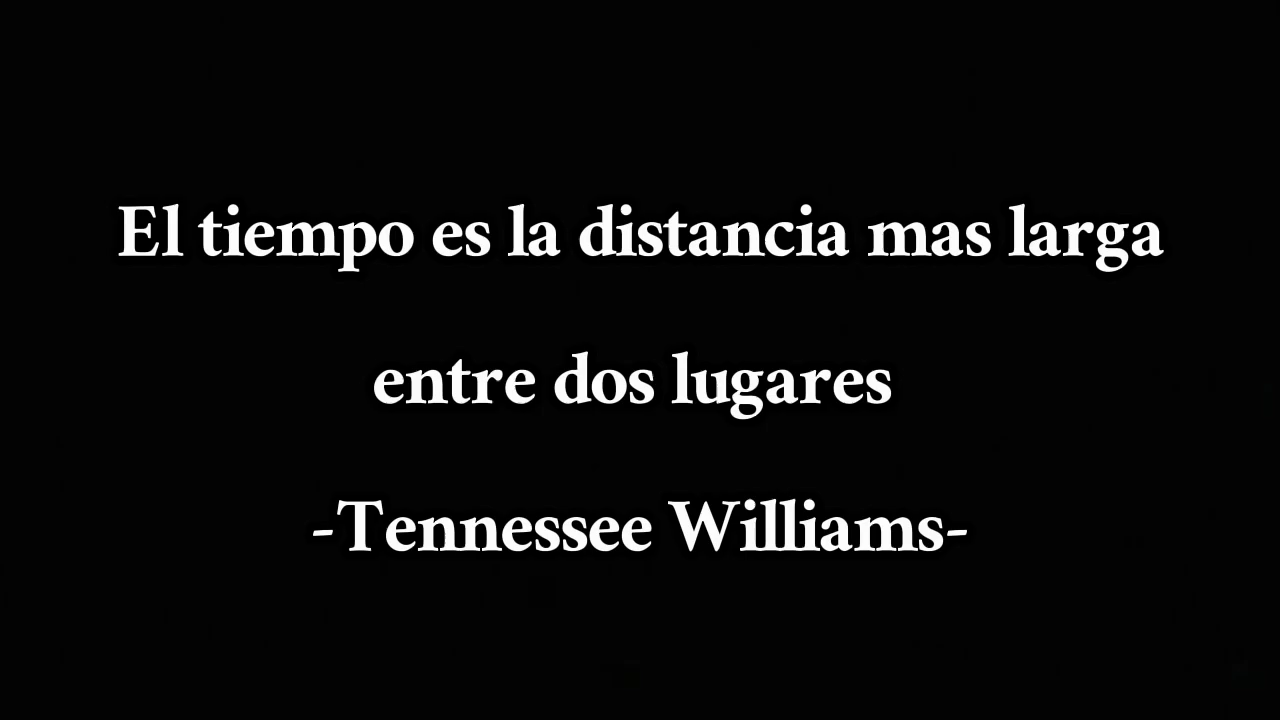 El tiempo es la distancia mas larga
entre dos lugares
-Tennessee Williams-